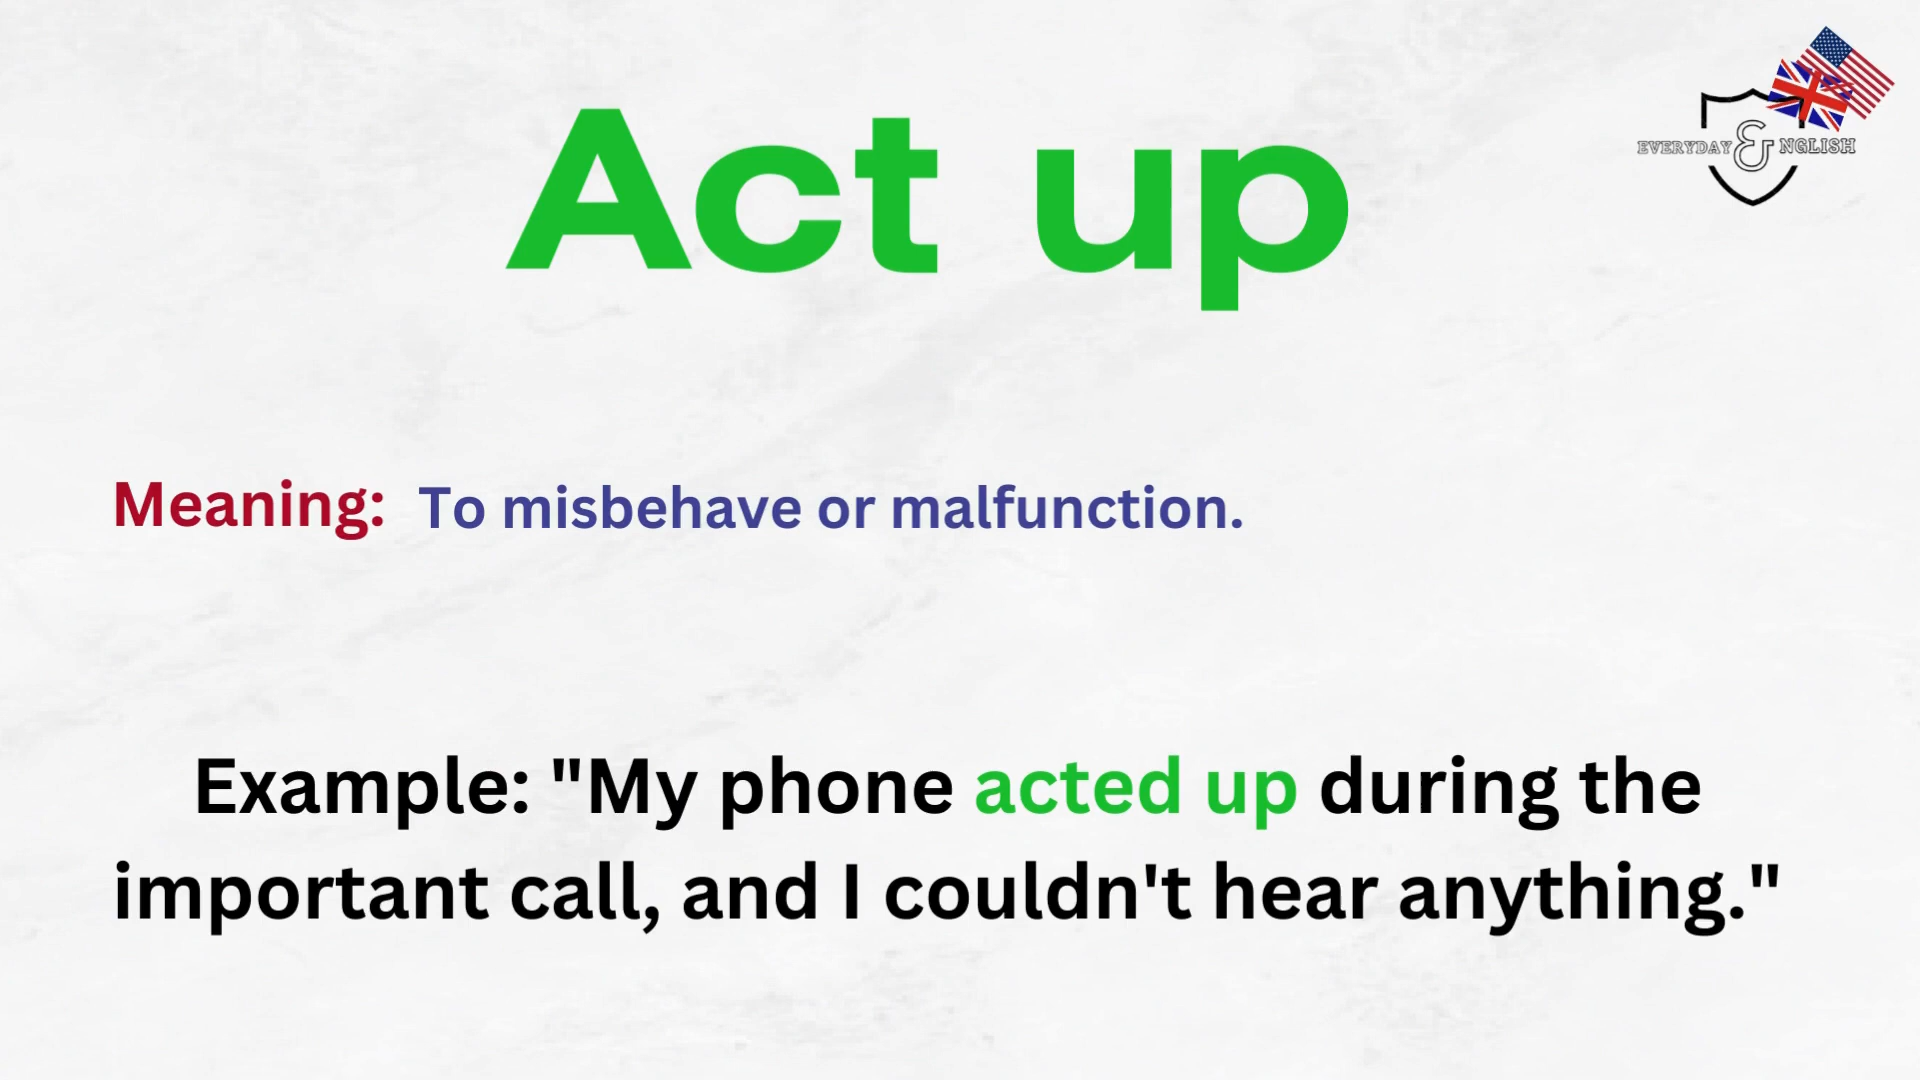 Act up
EVERYDAY & NGLISH
Meaning: To misbehave or malfunction.
Example: "My phone acted up during the
important call, and I couldn't hear anything."